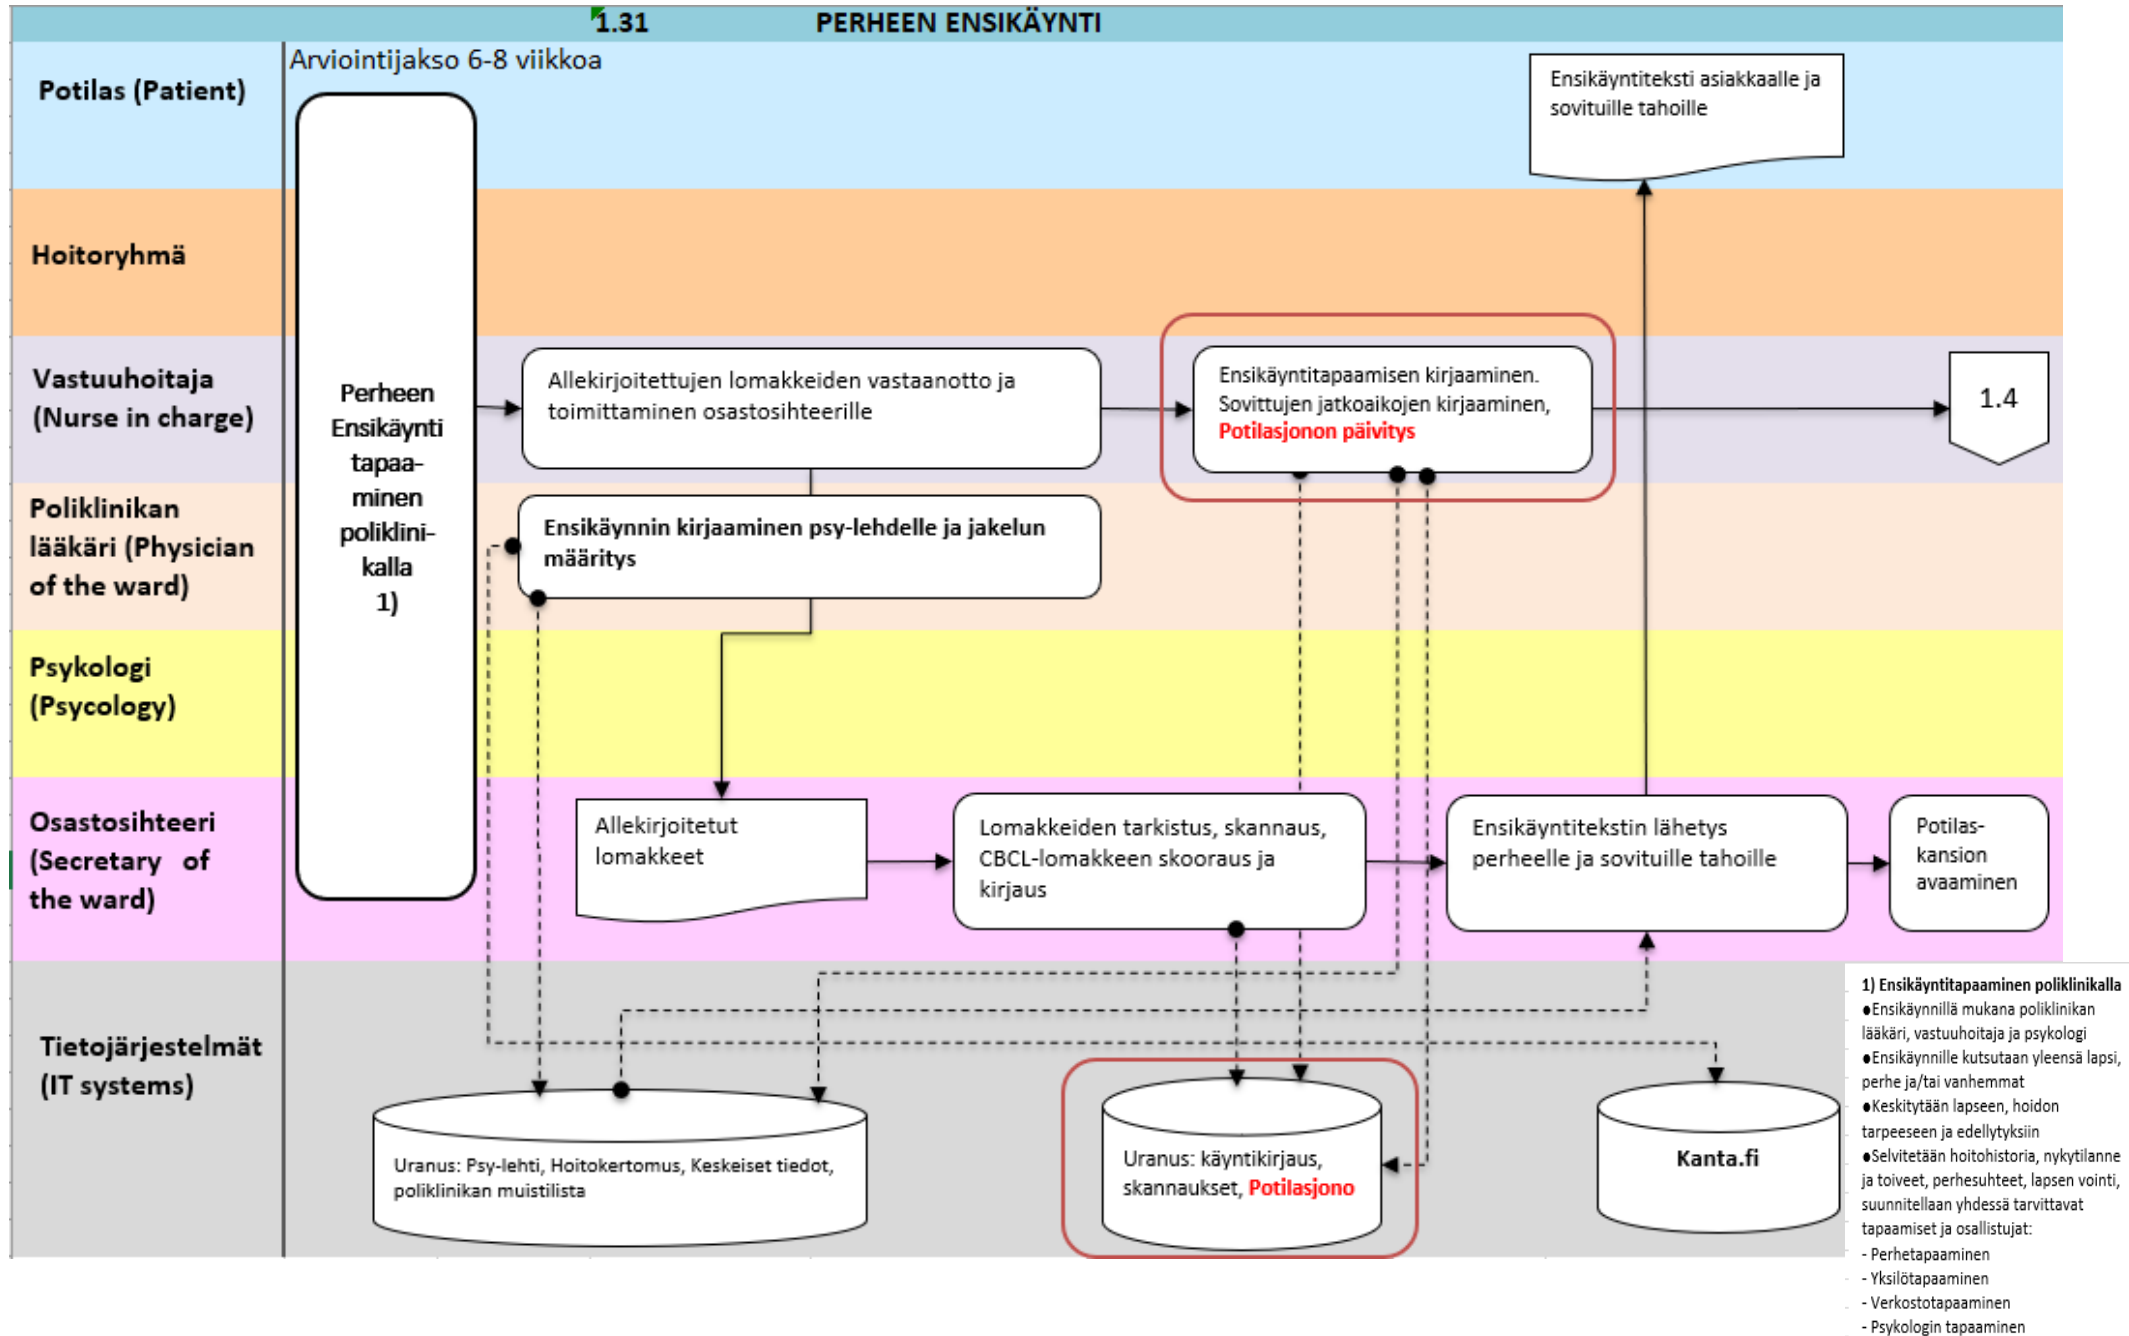 1.31 PERHEEN ENSIKÄYNTI
Potilas (Patient)
Arviointijakso 6-8 viikkoa
Ensikäyntiteksti asiakkaalle ja
sovituille tahoille
Hoitoryhmä
Vastuuhoitaja
(Nurse in charge)
Perheen
Ensikäynti
tapaa-
minen
poliklini-
kalla
1)
Allekirjoitettujen lomakkeiden vastaanotto ja
toimittaminen osastosihteerille
Ensikäyntitapaamisen kirjaaminen.
Sovittujen jatkoaikojen kirjaaminen,
Potilasjonon päivitys
1.4
Poliklinikan
lääkäri (Physician
of the ward)
Ensikäynnin kirjaaminen psy-lehdelle ja jakelun
määritys
Psykologi
(Psycology)
Osastosihteeri
(Secretary of
the ward)
Allekirjoitetut
lomakkeet
Lomakkeiden tarkistus, skannaus,
CBCL-lomakkeen skooraus ja
kirjaus
Ensikäyntitekstin lähetys
perheelle ja sovituille tahoille
Potilas-
kansion
avaaminen
Tietojärjestelmät
(IT systems)
Uranus: Psy-lehti, Hoitokertomus, Keskeiset tiedot,
poliklinikan muistilista
Uranus: käyntikirjaus,
skannaukset, Potilasjono
Kanta.fi
1) Ensikäyntitapaaminen poliklinikalla
●Ensikäynnillä mukana poliklinikan
lääkäri, vastuuhoitaja ja psykologi
●Ensikäynnille kutsutaan yleensä lapsi,
perhe ja/tai vanhemmat
●Keskitytään lapseen, hoidon
tarpeeseen ja edellytyksiin
●Selvitetään hoitohistoria, nykytilanne
ja toiveet, perhesuhteet, lapsen vointi,
suunnitellaan yhdessä tarvittavat
tapaamiset ja osallistujat:
- Perhetapaaminen
- Yksilötapaaminen
- Verkostotapaaminen
- Psykologin tapaaminen